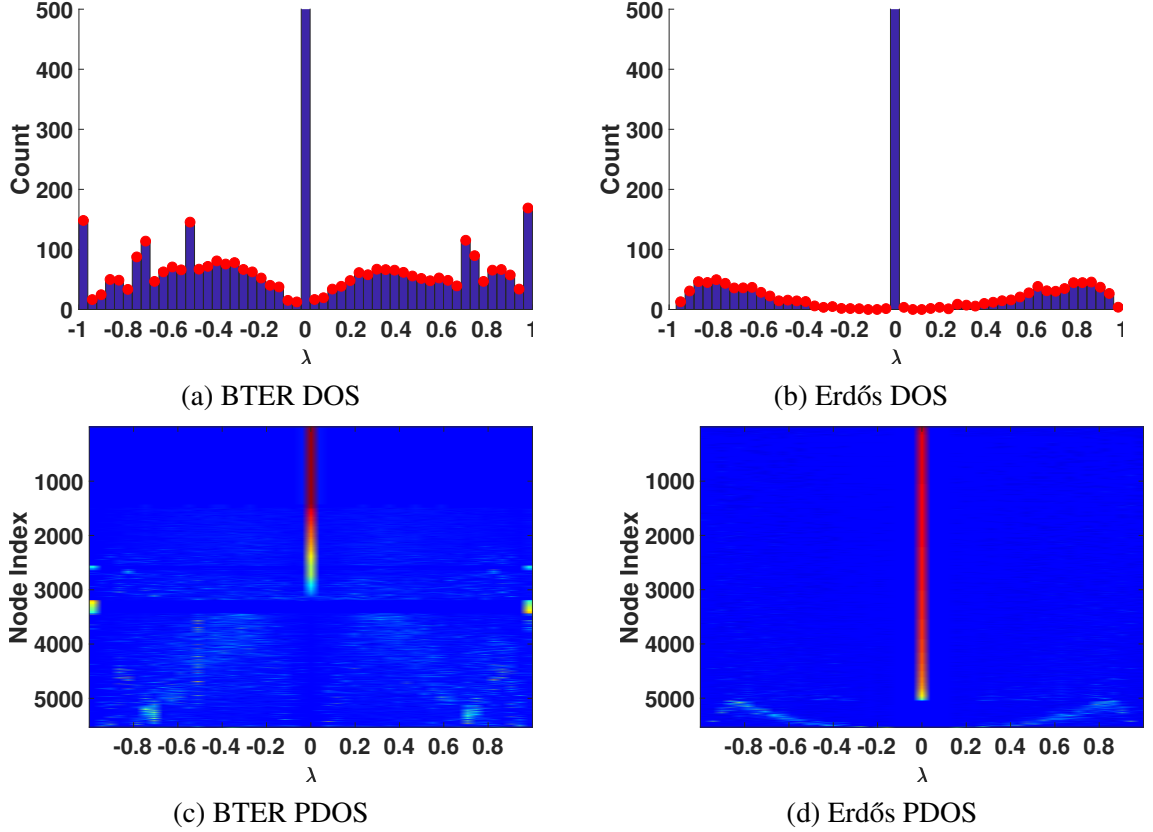 500
400
300
200
100
0
Count
-1 -0.8 -0.6 -0.4 -0.2 0 0.2 0.4 0.6 0.8 1
λ
(a) BTER DOS
500
400
300
200
100
0
Count
-1 -0.8 -0.6 -0.4 -0.2 0 0.2 0.4 0.6 0.8 1
λ
(b) Erdős DOS
1000
2000
3000
4000
5000
Node Index
-0.8 -0.6 -0.4 -0.2 0 0.2 0.4 0.6 0.8
λ
(c) BTER PDOS
1000
2000
3000
4000
5000
Node Index
-0.8 -0.6 -0.4 -0.2 0 0.2 0.4 0.6 0.8
λ
(d) Erdős PDOS